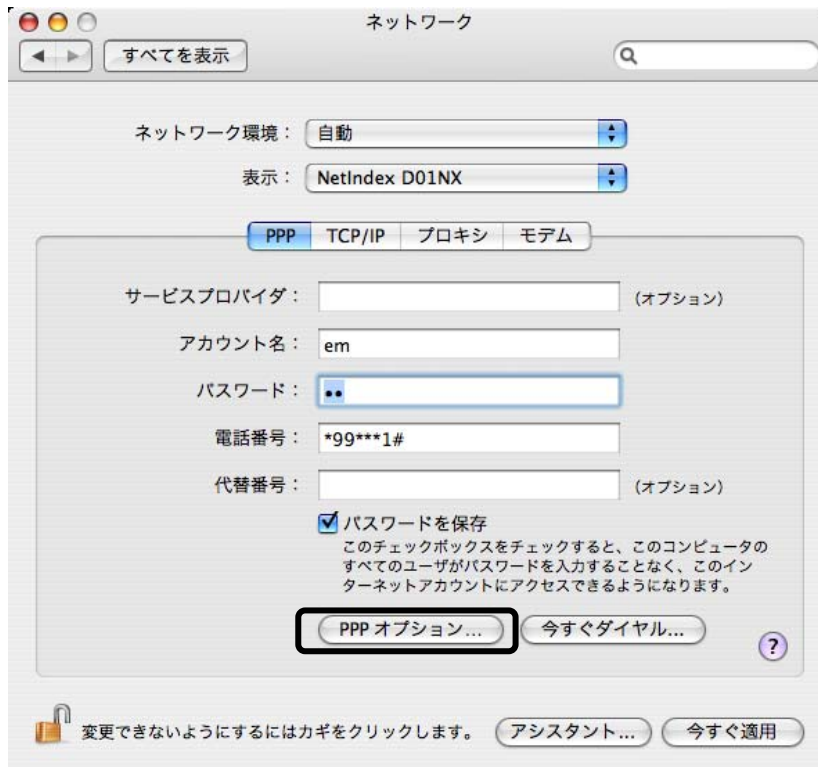 ネットワーク
すべてを表示
ネットワーク環境： 自動
表示： NetIndex D01NX
PPP TCP/IP プロキシ モデム
サービスプロバイダ： (オプション)
アカウント名： em
パスワード： ••
電話番号： *99***1#
代替番号： (オプション)
パスワードを保存
このチェックボックスをチェックすると、このコンピュータの
すべてのユーザがパスワードを入力することなく、このイン
ターネットアカウントにアクセスできるようになります。
PPP オプション... 今すぐダイヤル... ?
変更できないようにするにはカギをクリックします。 アシスタント... 今すぐ適用